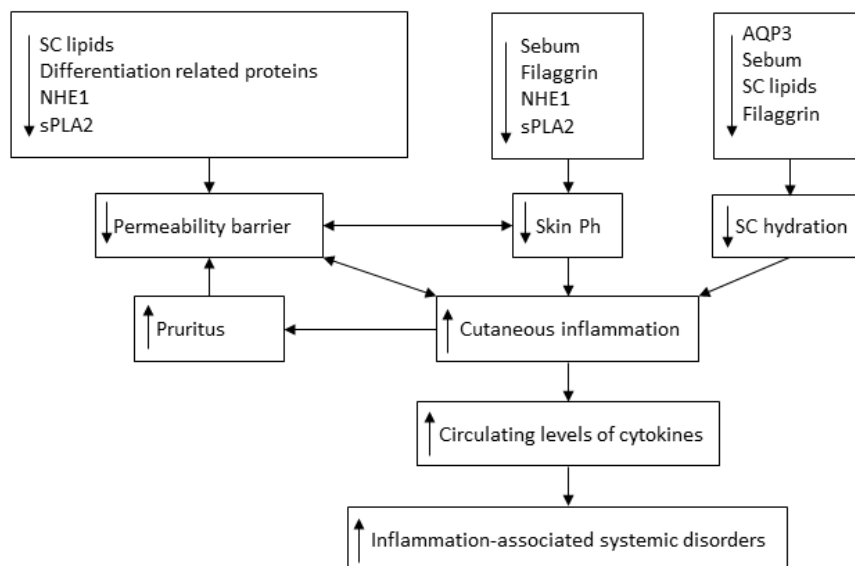 SC lipids
Differentiation related proteins
NHE1
sPLA2
Sebum
Filaggrin
NHE1
sPLA2
AQP3
Sebum
SC lipids
Filaggrin
Permeability barrier
Skin Ph
SC hydration
Pruritus
Cutaneous inflammation
Circulating levels of cytokines
Inflammation-associated systemic disorders